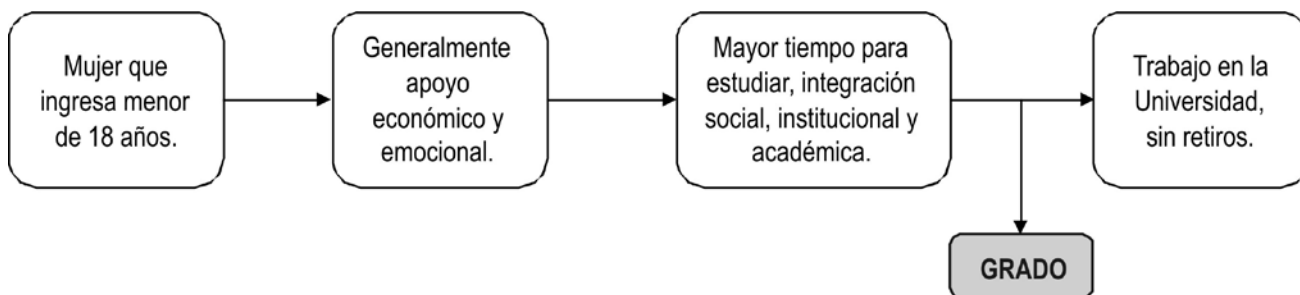 Mujer que
ingresa menor
de 18 años.
Generalmente
apoyo
económico y
emocional.
Mayor tiempo para
estudiar, integración
social, institucional y
académica.
Trabajo en la
Universidad,
sin retiros.
GRADO